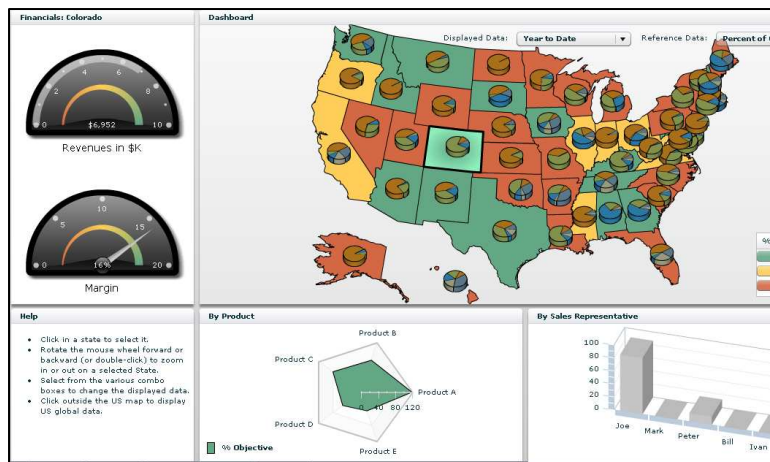 Financials: Colorado
0
2
4
6
8
10
$6,952
Revenues in $K
0
5
10
15
20
16%
Margin
Dashboard
Displayed Data: Year to Date
Reference Data: Percent of
%
Help
Click in a state to select it.
Rotate the mouse wheel forward or
backward (or double-click) to zoom
in or out on a selected State.
Select from the various combo
boxes to change the displayed data.
Click outside the US map to display
US global data.
By Product
Product B
Product C
Product A
0 40 80 120
Product D
Product E
% Objective
By Sales Representative
100
80
60
40
20
0
Joe
Mark
Peter
Bill
Ivan